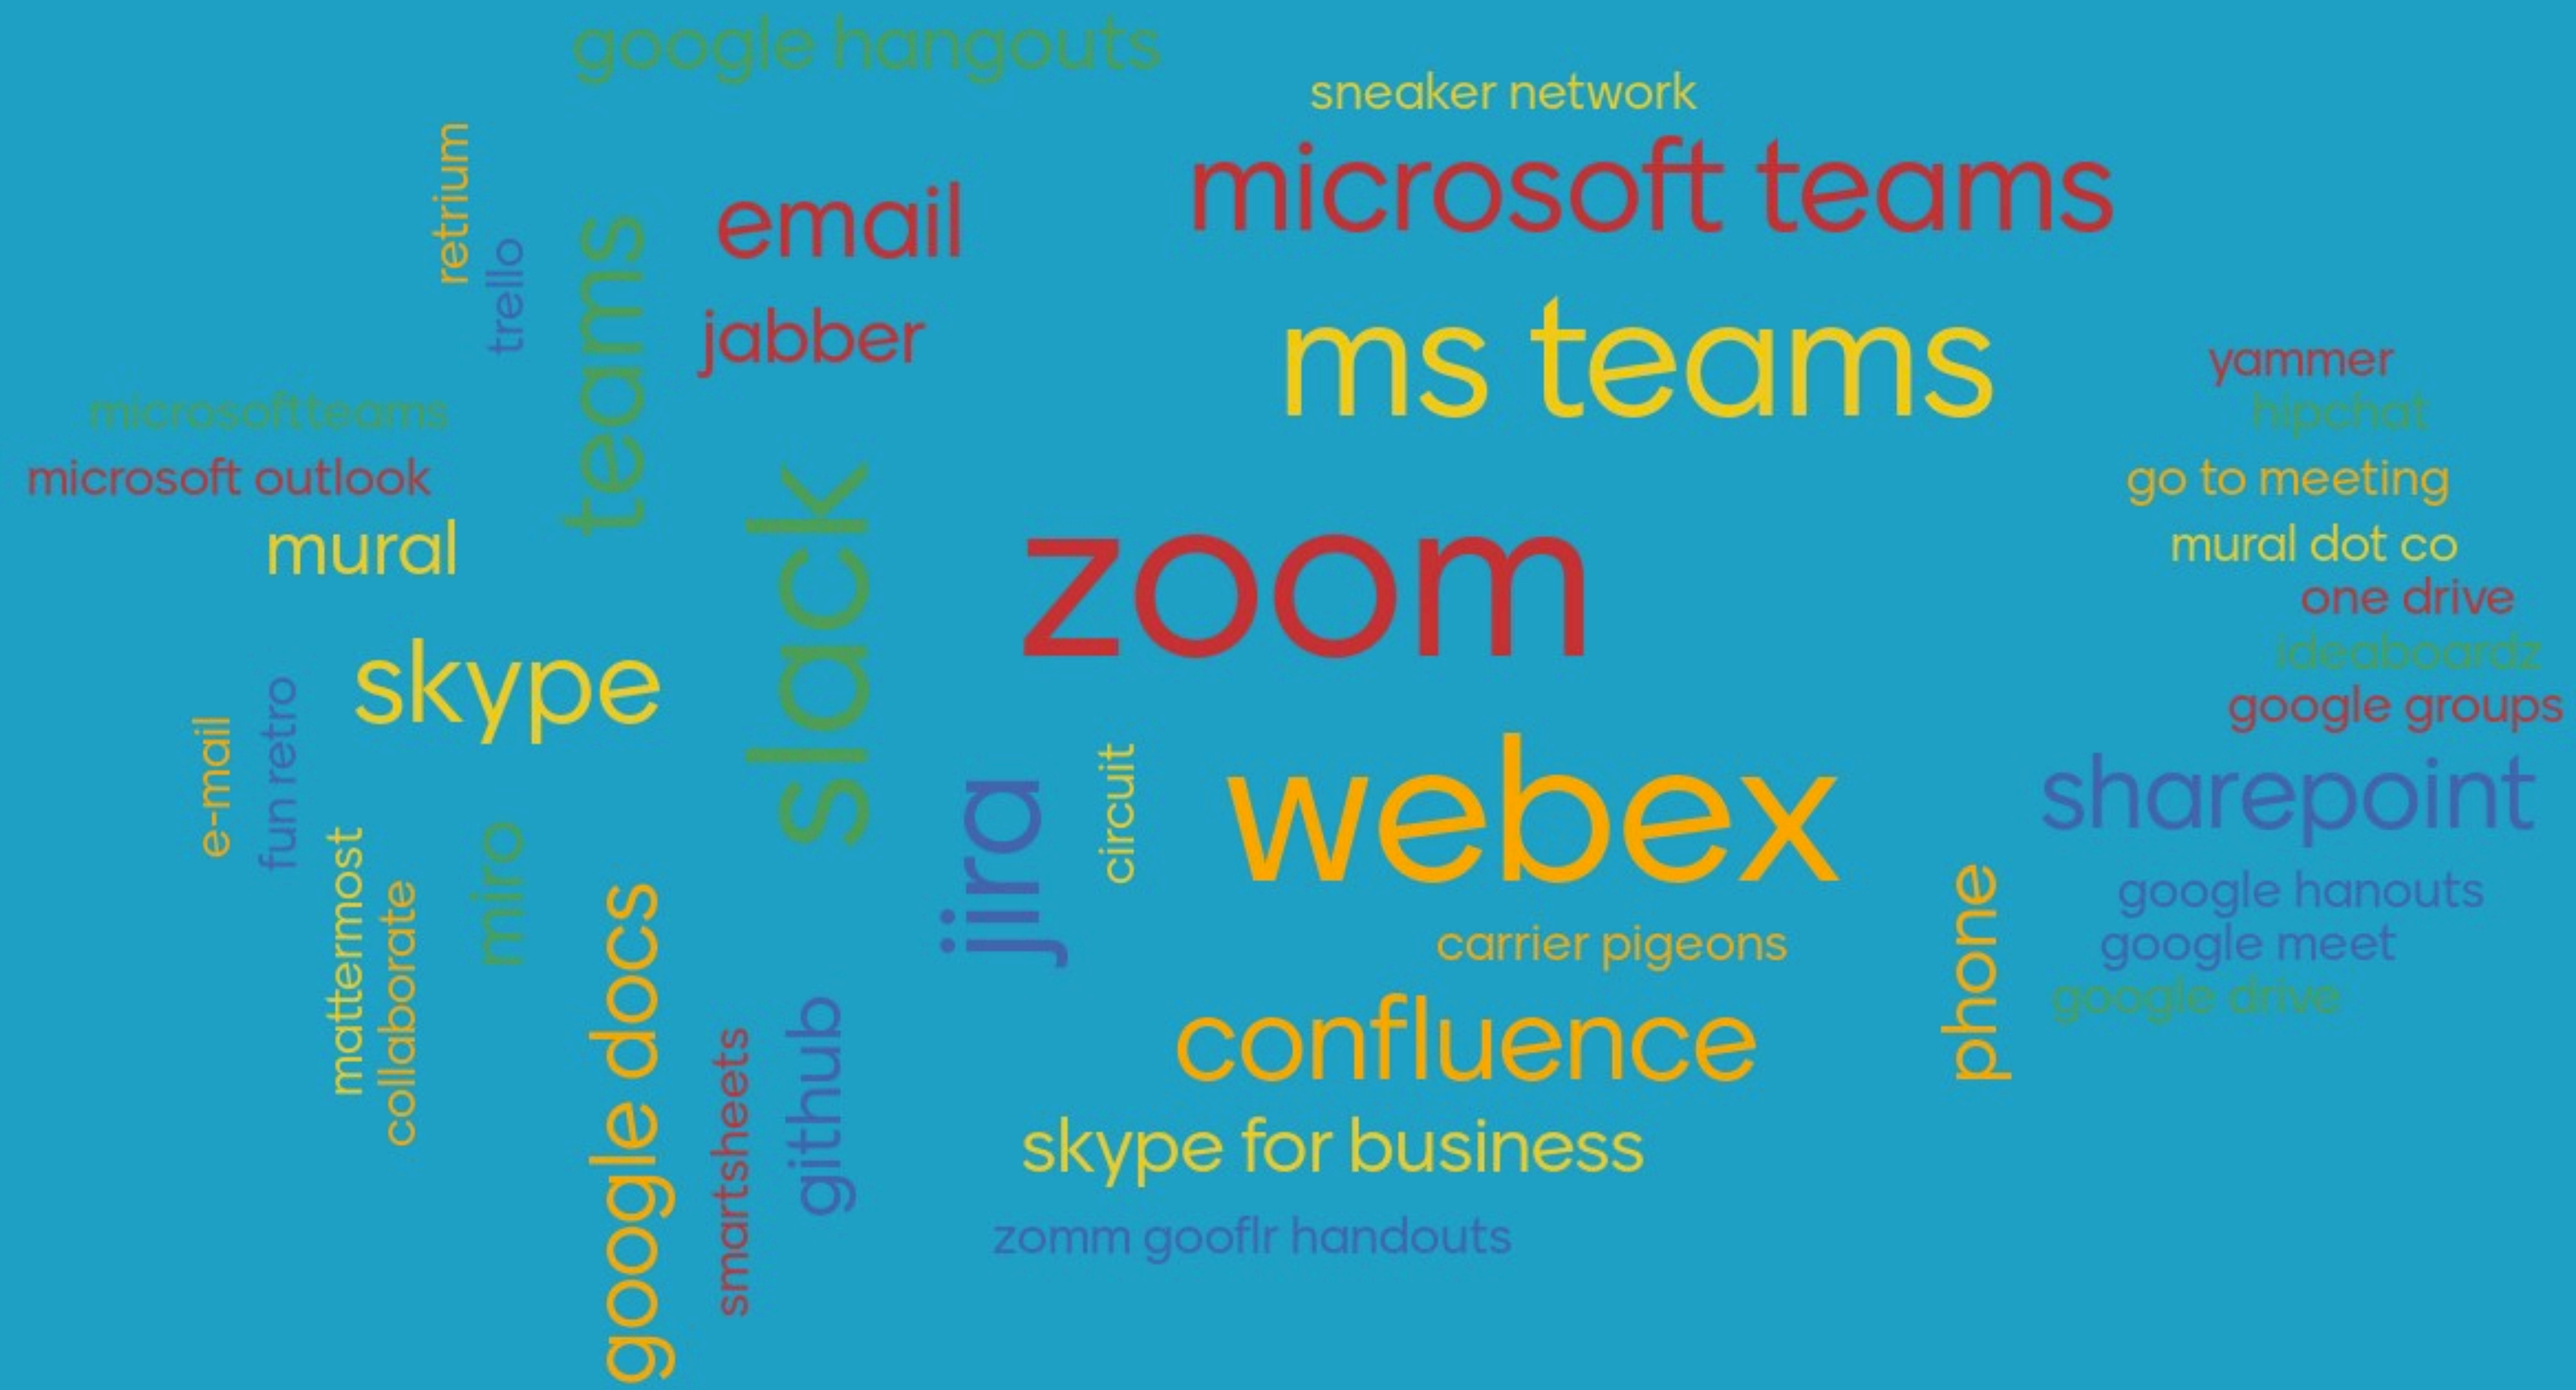 google hangouts
sneaker network
retrium
trello
teams
email
jabber
microsoft teams
ms teams
yammer
hipchat
microsoftteams
microsoft outlook
mural
go to meeting
mural dot co
one drive
ideaboardz
google groups
slack
zoom
skype
e-mail
fun retro
mattermost
collaborate
miro
google docs
smartsheets
github
jira
circuit
webex
sharepoint
google hanouts
google meet
google drive
phone
carrier pigeons
confluence
skype for business
zomm gooflr handouts